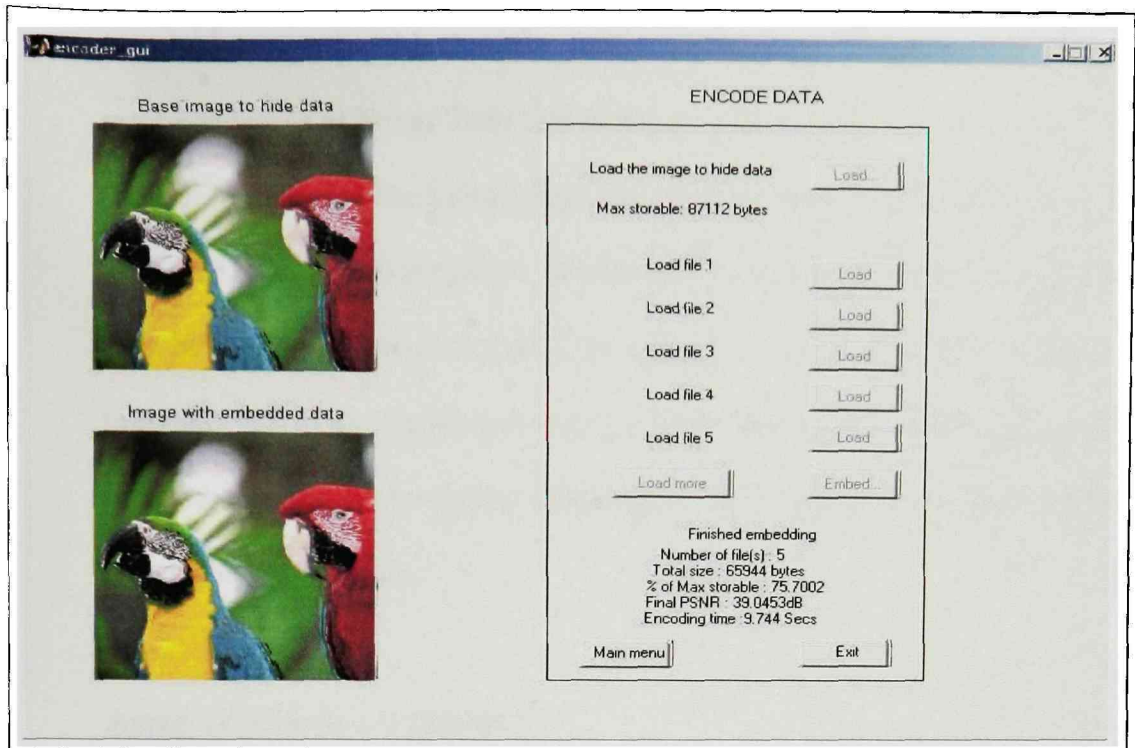 encoder_gui
Base image to hide data
Image with embedded data
ENCODE DATA
Load the image to hide data
Load...
Max storable: 87112 bytes
Load file 1
Load
Load file 2
Load
Load file 3
Load
Load file 4
Load
Load file 5
Load
Load more
Embed...
Finished embedding
Number of file(s) : 5
Total size : 65944 bytes
% of Max storable : 75.7002
Final PSNR : 39.0453dB
Encoding time :9.744 Secs
Main menu
Exit